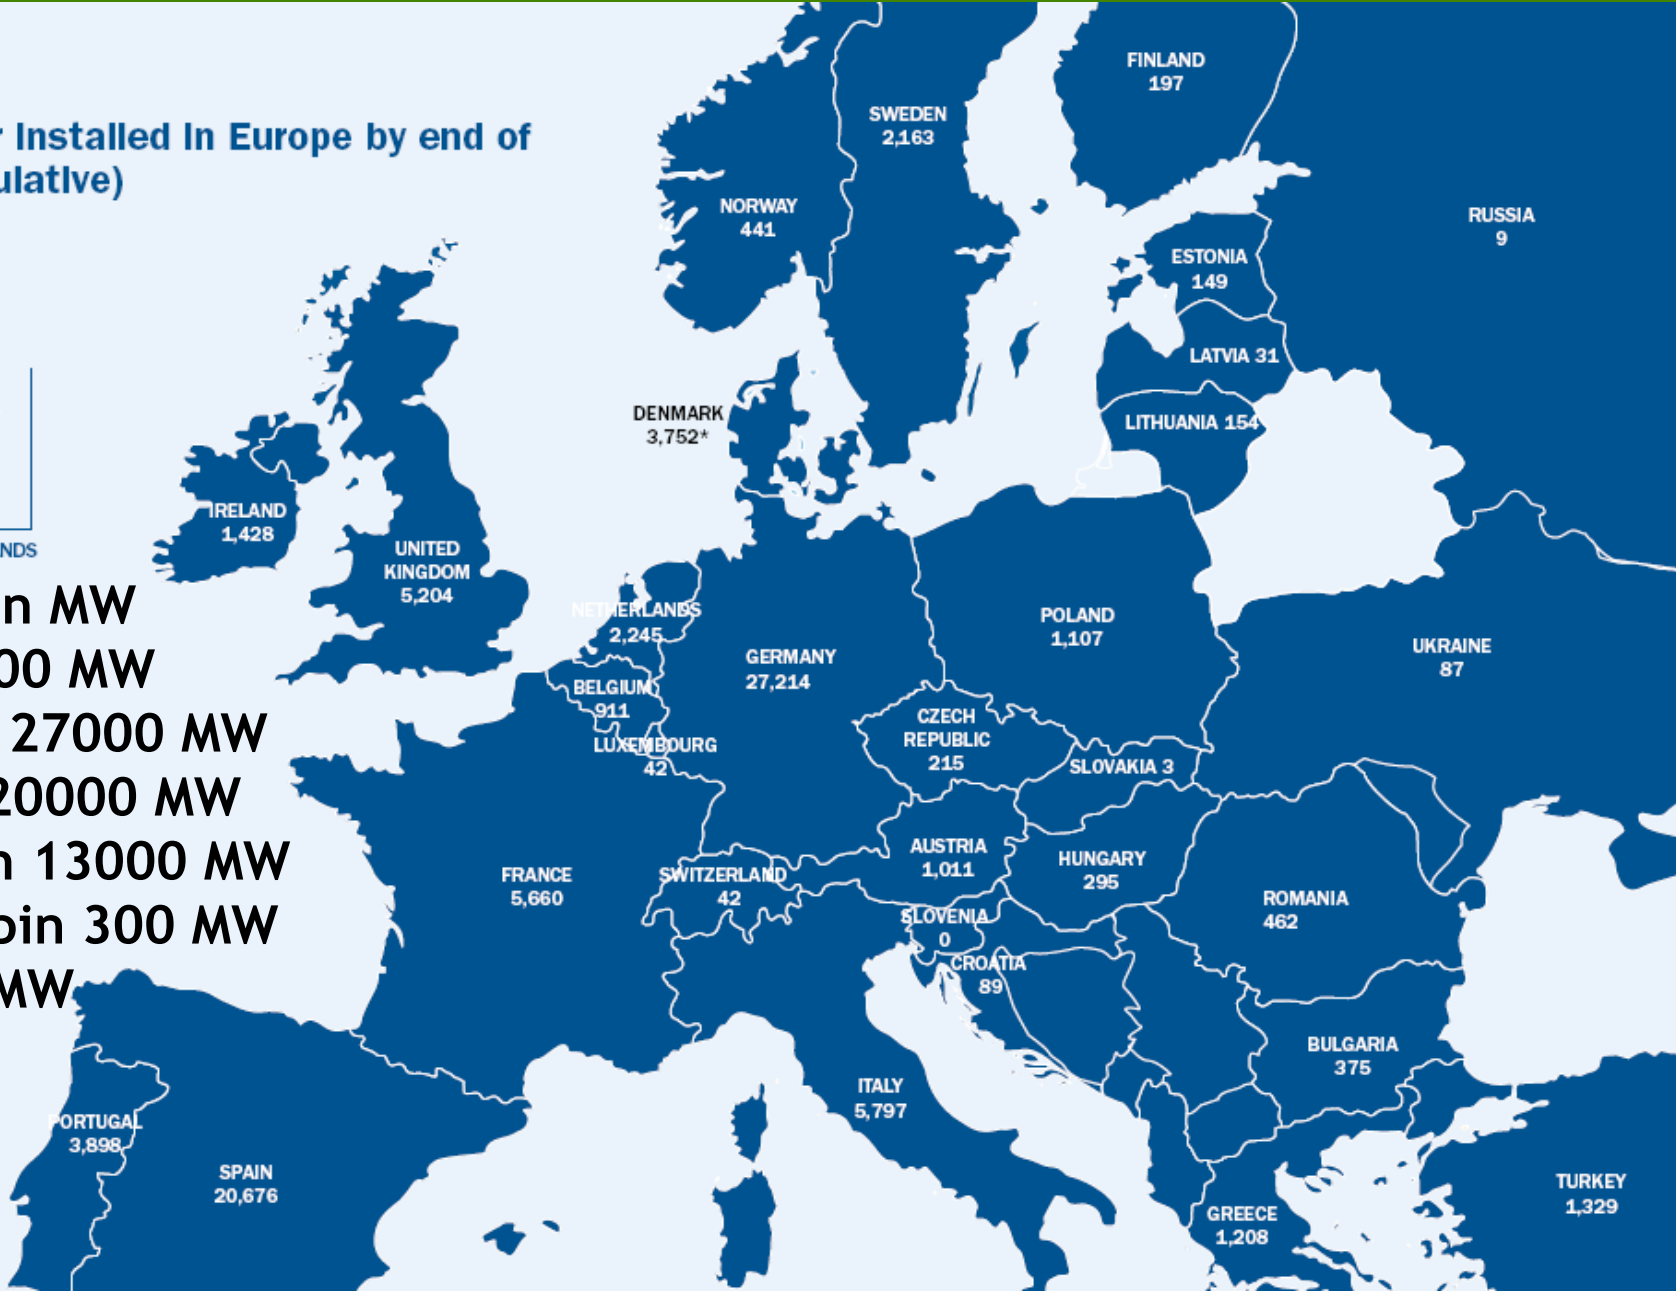 r Installed in Europe by end of
ulative)
FINLAND
197
SWEDEN
2,163
NORWAY
441
RUSSIA
9
ESTONIA
149
LATVIA 31
LITHUANIA 154
DENMARK
3,752*
IRELAND
1,428
UNITED
KINGDOM
5,204
NDS
n MW
00 MW
27000 MW
20000 MW
n 13000 MW
oin 300 MW
MW
NETHERLANDS
2,245
POLAND
1,107
GERMANY
27,214
UKRAINE
87
BELGIUM
911
LUXEMBOURG
42
CZECH
REPUBLIC
215
SLOVAKIA 3
AUSTRIA
1,011
HUNGARY
295
FRANCE
5,660
SWITZERLAND
42
ROMANIA
462
SLOVENIA
0
CROATIA
89
BULGARIA
375
ITALY
5,797
PORTUGAL
3,898
SPAIN
20,676
GREECE
1,208
TURKEY
1,329